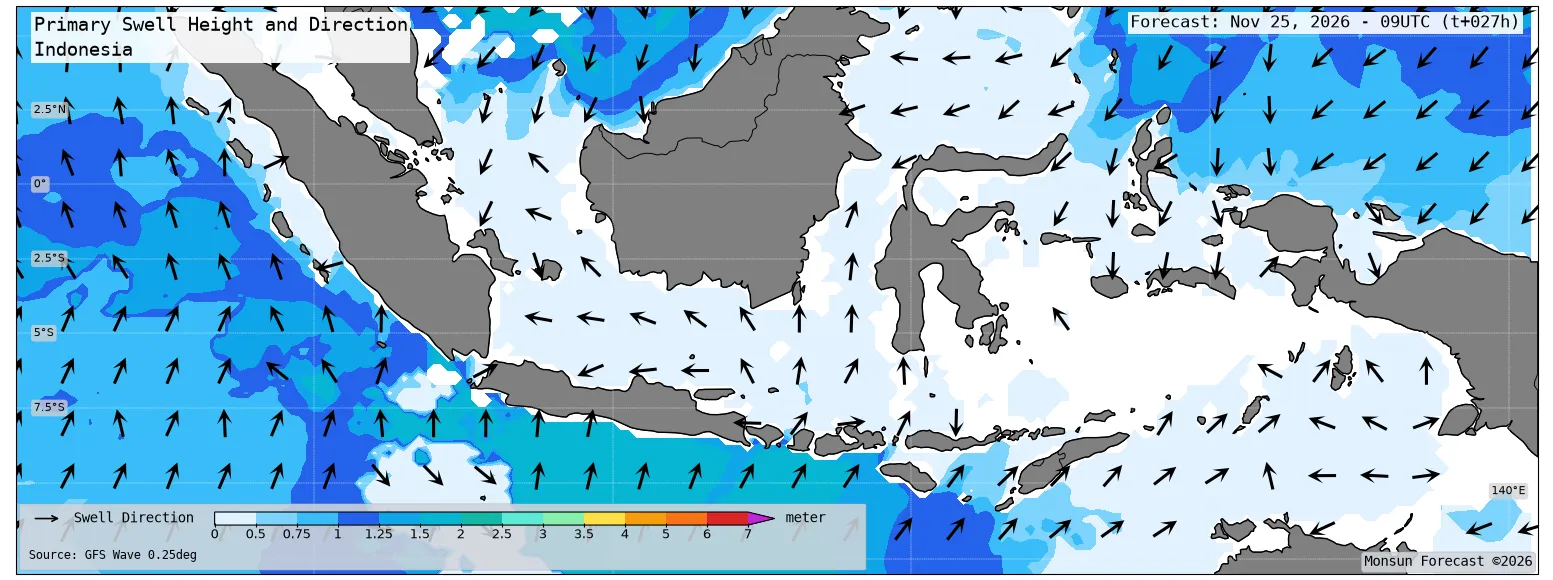 Primary Swell Height and Direction
Indonesia
Forecast: Nov 25, 2026 - 09UTC (t+027h)
2.5°N
0°
2.5°S
5°S
7.5°S
140°E
Swell Direction
0 0.5 0.75 1 1.25 1.5 2 2.5 3 3.5 4 5 6 7
meter
Source: GFS Wave 0.25deg
Monsun Forecast ©2026